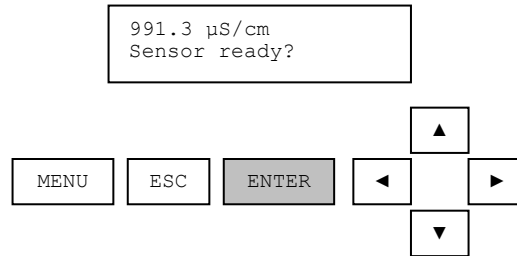 991.3 µS/cm
Sensor ready?
▲
MENU ESC ENTER ◄ ►
▼